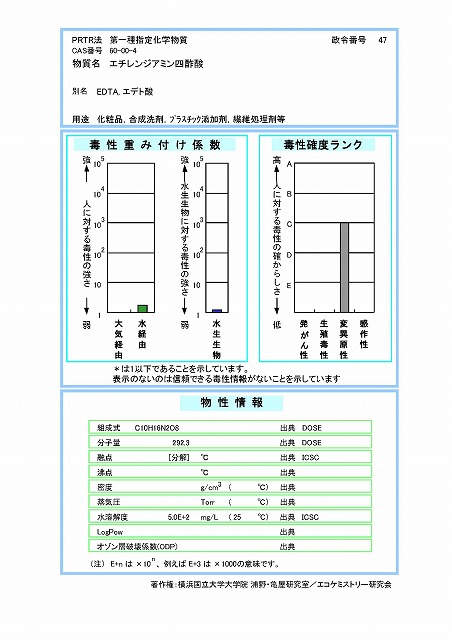 PRTR法 第一種指定化学物質 政令番号 47
CAS番号 60-00-4
物質名 エチレンジアミン四酢酸
別名 EDTA, エデト酸
用途 化粧品, 合成洗剤, プラスチック添加剤, 繊維処理剤等
毒性重み付け係数
強 人に対する毒性の強さ 弱
10^5
10^4
10^3
10^2
10^1
1
大気経由
水経由
強 水生生物に対する毒性の強さ 弱
10^5
10^4
10^3
10^2
10^1
1
水生生物
毒性確度ランク
高 人に対する毒性の確からしさ 低
A
B
C
D
E
発がん性
生殖毒性
変異原性
感作性
*は1以下であることを示しています。
表示のないのは信頼できる毒性情報がないことを示しています
物性情報
組成式 C10H16N2O8 出典 DOSE
分子量 292.3 出典 DOSE
融点 [分解] ℃ 出典 ICSC
沸点 ℃ 出典
密度 g/cm³ ( ℃) 出典
蒸気圧 Torr ( ℃) 出典
水溶解度 5.0E+2 mg/L (25 ℃) 出典 ICSC
LogPow 出典
オゾン層破壊係数(ODP) 出典
(注) E+n は ×10^n、例えば E+3 は ×1000の意味です。
著作権:横浜国立大学大学院 浦野・亀屋研究室/エコケミストリー研究会